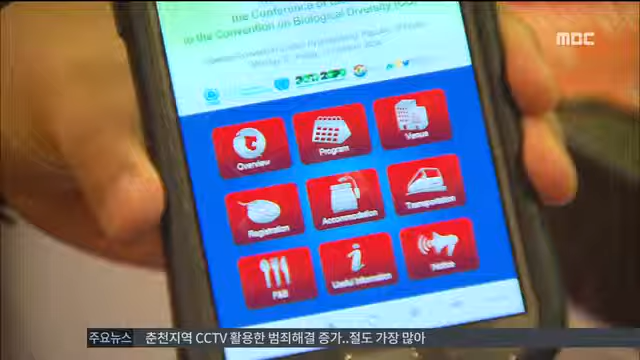 the Conference of
to the Convention on Biological Diversity (COP
MBC
Overview
Program
Venue
Registration
Accommodation
Transportation
F&B
Useful Information
Notice
주요뉴스 춘천지역 CCTV 활용한 범죄해결 증가..절도 가장 많아